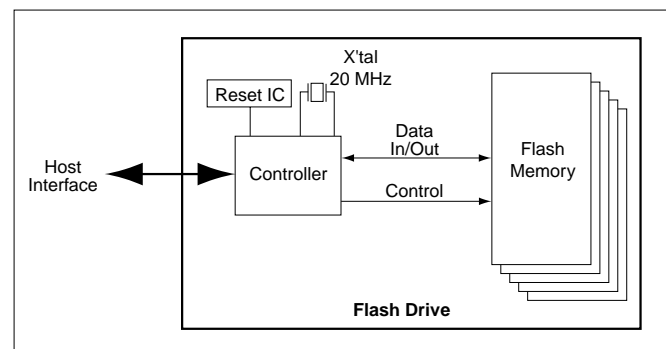 X'tal
20 MHz
Reset IC
Host
Interface
Controller
Data
In/Out
Control
Flash
Memory
Flash Drive